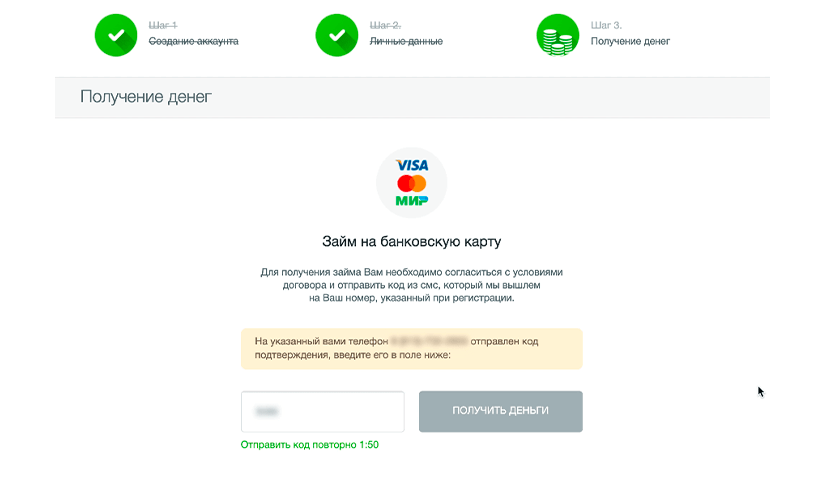 Шаг 1
Создание аккаунта
Шаг 2.
Личные данные
Шаг 3.
Получение денег
Получение денег
VISA
МИР
Займ на банковскую карту
Для получения займа Вам необходимо согласиться с условиями
договора и отправить код из смс, который мы вышлем
на Ваш номер, указанный при регистрации.
На указанный вами телефон отправлен код
подтверждения, введите его в поле ниже:
ПОЛУЧИТЬ ДЕНЬГИ
Отправить код повторно 1:50